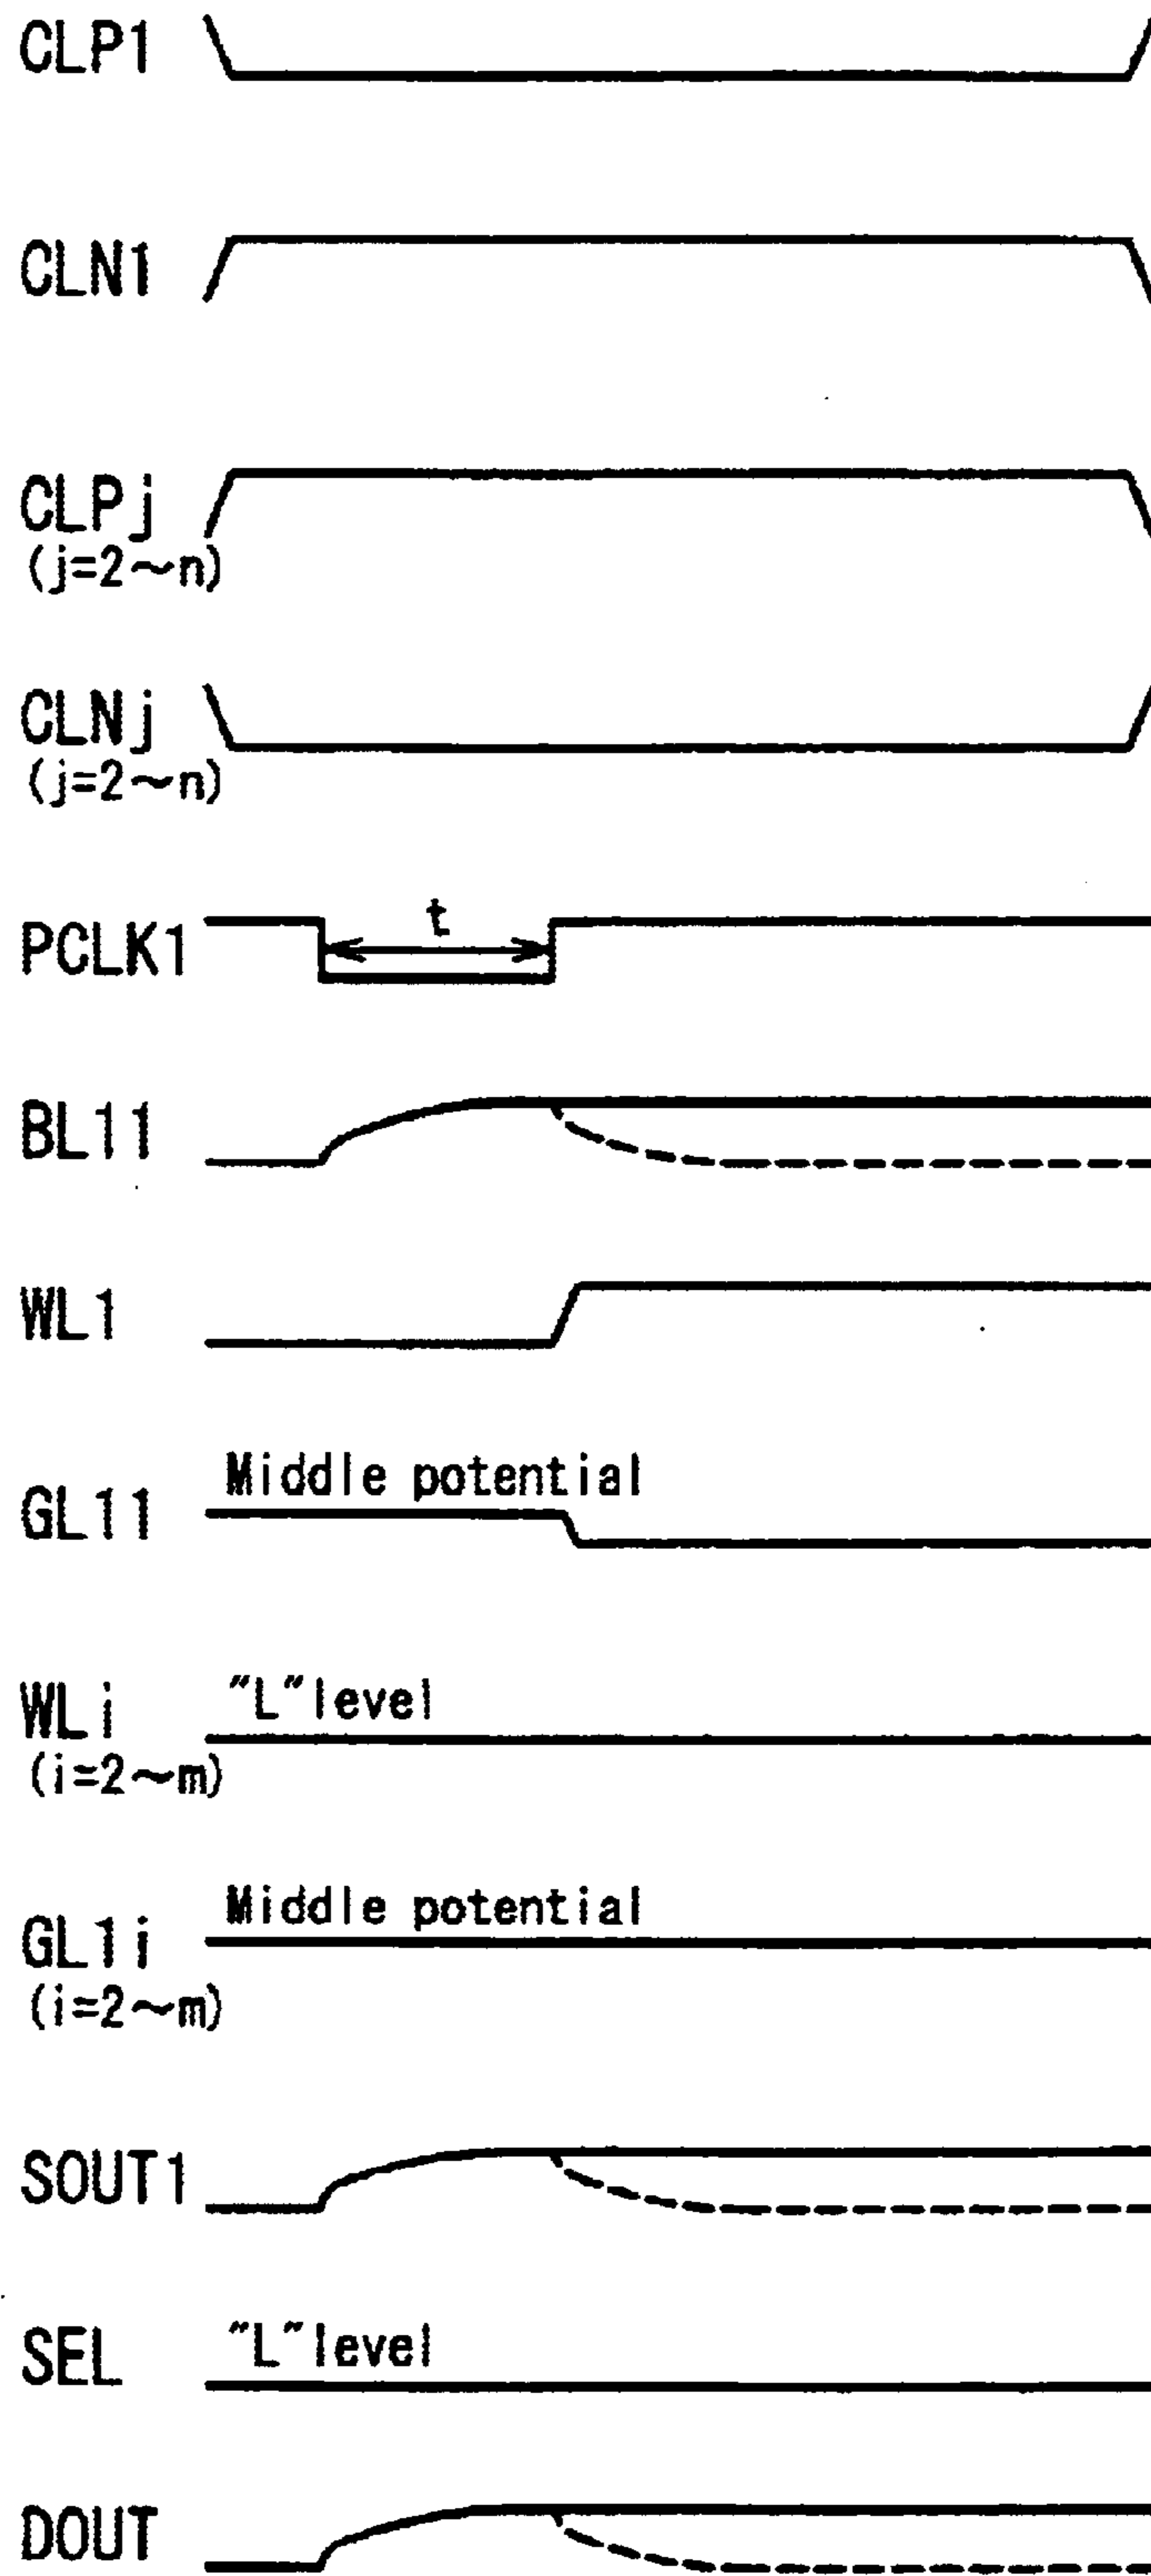 CLP1
CLN1
CLPj
(j=2～n)
CLNj
(j=2～n)
PCLK1
t
BL11
WL1
Middle potential
GL11
"L"level
WLi
(i=2～m)
Middle potential
GL1i
(i=2～m)
SOUT1
"L"level
SEL
DOUT